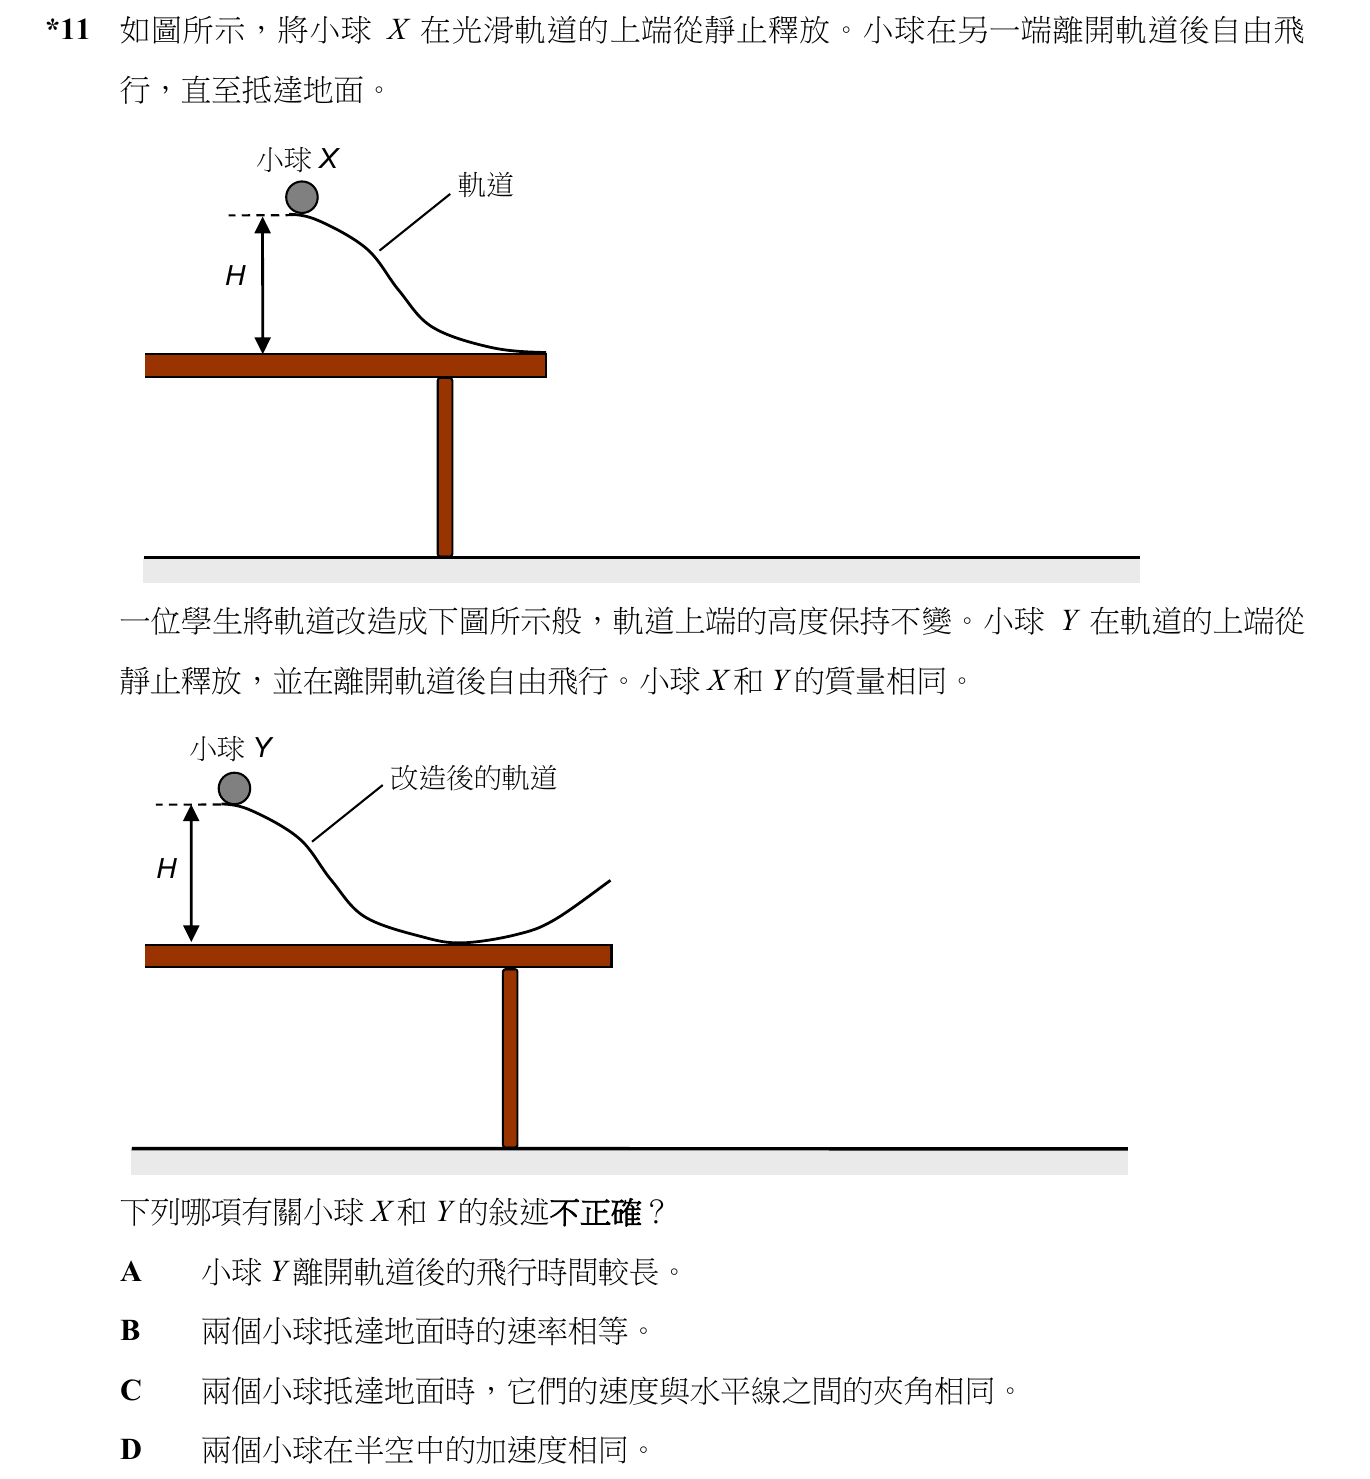 *11 如圖所示，將小球 X 在光滑軌道的上端從靜止釋放。小球在另一端離開軌道後自由飛
行，直至抵達地面。
小球 X
軌道
H
一位學生將軌道改造成下圖所示般，軌道上端的高度保持不變。小球 Y 在軌道的上端從
靜止釋放，並在離開軌道後自由飛行。小球 X 和 Y 的質量相同。
小球 Y
改造後的軌道
H
下列哪項有關小球 X 和 Y 的敍述不正確？
A 小球 Y 離開軌道後的飛行時間較長。
B 兩個小球抵達地面時的速率相等。
C 兩個小球抵達地面時，它們的速度與水平線之間的夾角相同。
D 兩個小球在半空中的加速度相同。